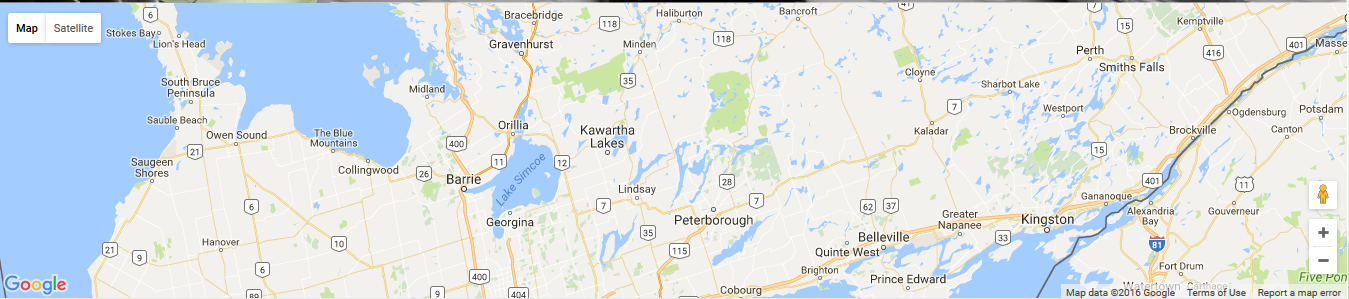 6
Bracebridge
118
Haliburton
Bancroft
15
Kemptville
401
Map Satellite
Stokes Bay
Lion's Head
Gravenhurst
Minden
118
Perth
416
Masse
Smiths Falls
South Bruce
Peninsula
Midland
35
Cloyne
Sharbot Lake
Sauble Beach
Owen Sound
The Blue
Mountains
Orillia
Kawartha
Lakes
7
Kaladar
Westport
Ogdensburg
Potsdam
Brockville
Canton
21
400
15
Saugeen
Shores
Collingwood
26
11
12
Barrie
Lake Simcoe
28
401
11
Lindsay
6
Georgina
7
Peterborough
7
62
37
Greater
Napanee
Kingston
Gananoque
Alexandria
Bay
Gouverneur
21
9
Hanover
10
35
115
Belleville
Quinte West
33
81
6
400
Brighton
Prince Edward
Fort Drum
Five Pon
Google
89
404
Cobourg
Watertown
Carthage
Map data ©2016 Google Terms of Use Report a map error